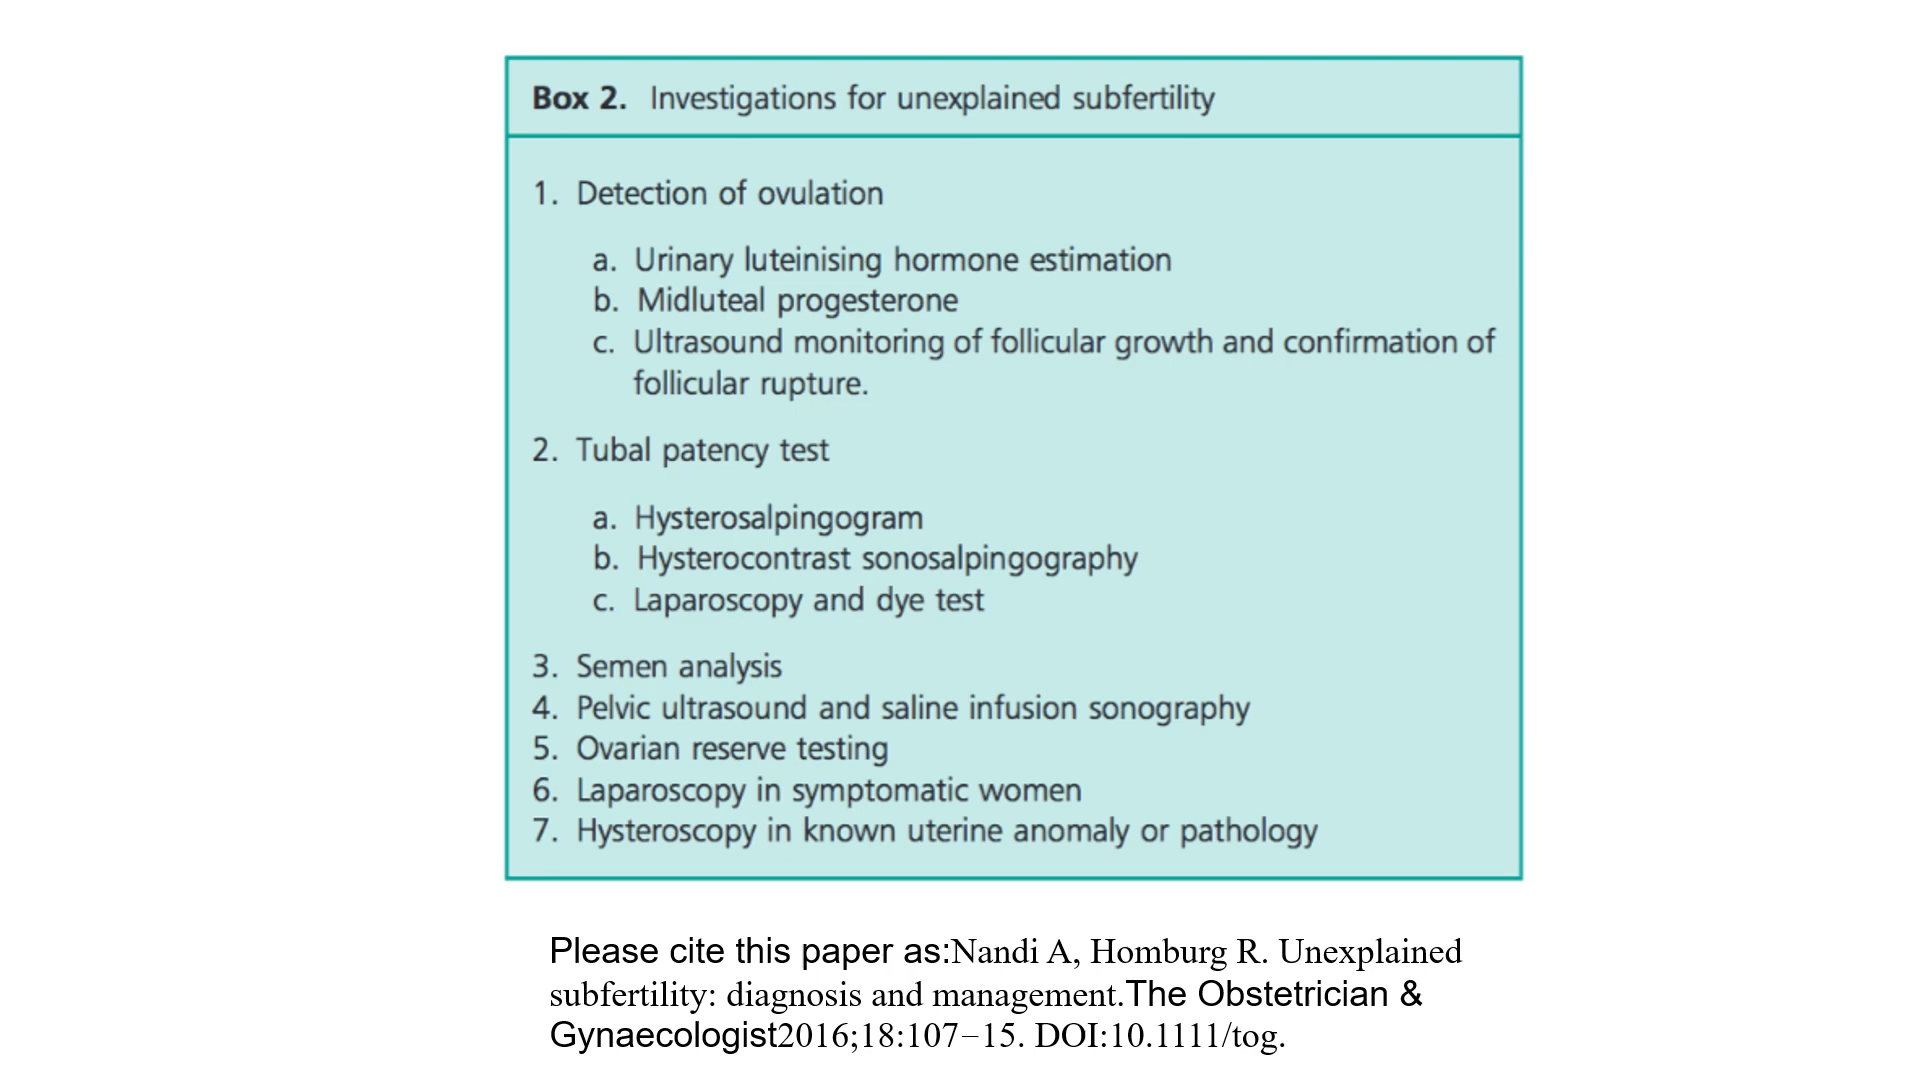 Box 2. Investigations for unexplained subfertility
1. Detection of ovulation
a. Urinary luteinising hormone estimation
b. Midluteal progesterone
c. Ultrasound monitoring of follicular growth and confirmation of
follicular rupture.
2. Tubal patency test
a. Hysterosalpingogram
b. Hysterocontrast sonosalpingography
c. Laparoscopy and dye test
3. Semen analysis
4. Pelvic ultrasound and saline infusion sonography
5. Ovarian reserve testing
6. Laparoscopy in symptomatic women
7. Hysteroscopy in known uterine anomaly or pathology
Please cite this paper as:Nandi A, Homburg R. Unexplained
subfertility: diagnosis and management.The Obstetrician &
Gynaecologist2016;18:107–15. DOI:10.1111/tog.